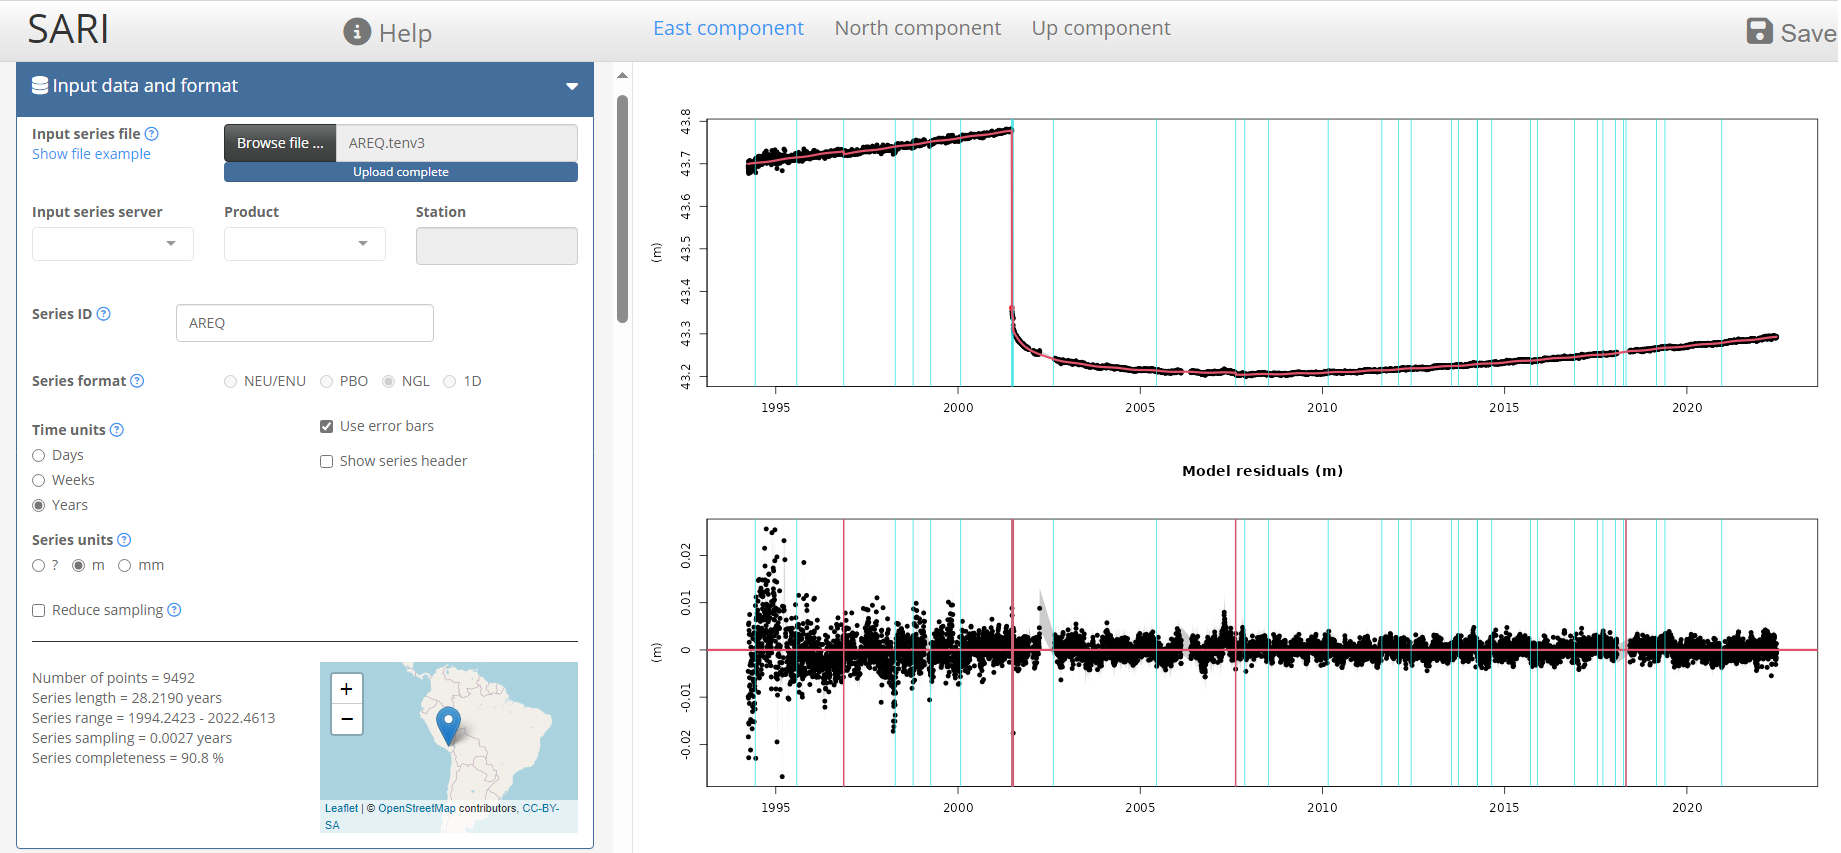 SARI
Help
East component
North component
Up component
Save
Input data and format
Input series file ?
Browse file ...
AREQ.tenv3
Show file example
Upload complete
Input series server
Product
Station
Series ID ?
AREQ
Series format ?
NEU/ENU
PBO
NGL
1D
Time units ?
Use error bars
Days
Show series header
Weeks
Years
Series units ?
?
m
mm
Reduce sampling ?
Number of points = 9492
Series length = 28.2190 years
Series range = 1994.2423 - 2022.4613
Series sampling = 0.0027 years
Series completeness = 90.8 %
+
−
Leaflet | © OpenStreetMap contributors, CC-BY-
SA
(m)
43.8
43.7
43.6
43.5
43.4
43.3
43.2
1995
2000
2005
2010
2015
2020
Model residuals (m)
(m)
0.02
0.01
0
-0.01
-0.02
1995
2000
2005
2010
2015
2020